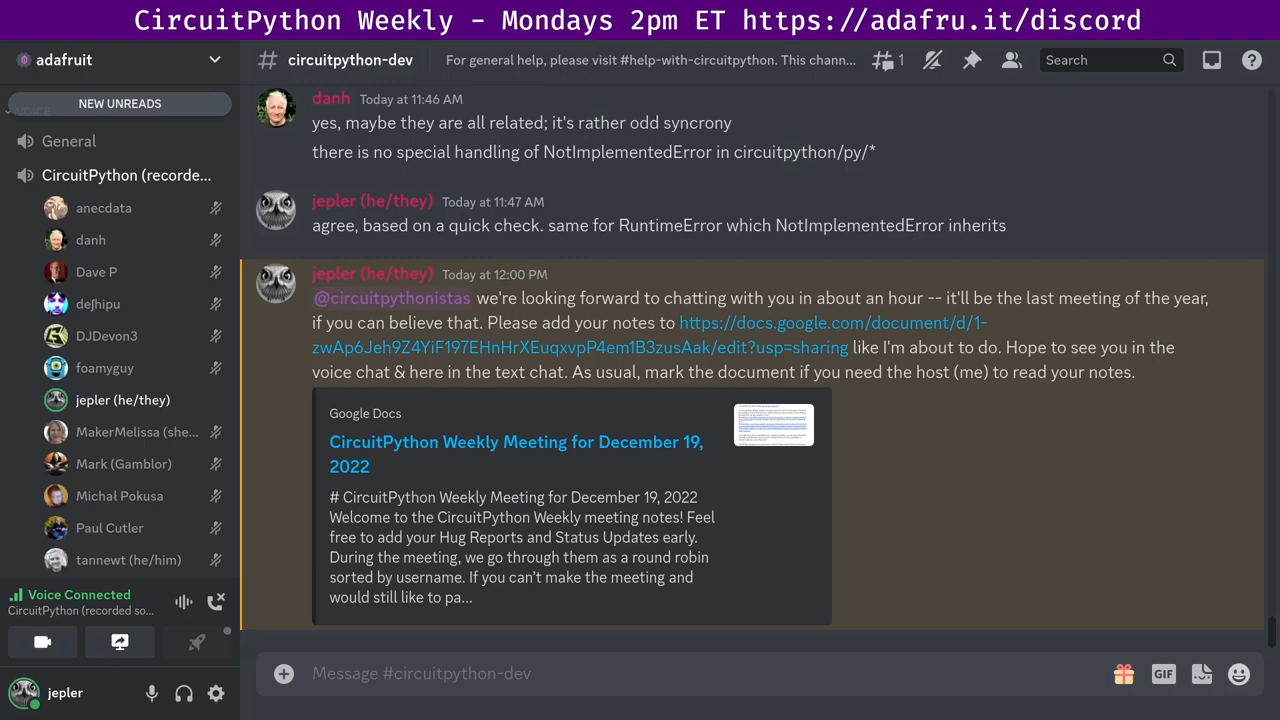 CircuitPython Weekly - Mondays 2pm ET https://adafru.it/discord
adafruit
NEW UNREADS
General
CircuitPython (recorde...
anecdata
danh
Dave P
deʃhipu
DJDevon3
foamyguy
jepler (he/they)
MakerMelissa (she...
Mark (Gamblor)
Michał Pokusa
Paul Cutler
tannewt (he/him)
Voice Connected
CircuitPython (recorded so...
jepler
# circuitpython-dev
For general help, please visit #help-with-circuitpython. This chann...
1
Search
danh Today at 11:46 AM
yes, maybe they are all related; it's rather odd syncrony
there is no special handling of NotImplementedError in circuitpython/py/*
jepler (he/they) Today at 11:47 AM
agree, based on a quick check. same for RuntimeError which NotImplementedError inherits
jepler (he/they) Today at 12:00 PM
@circuitpythonistas we're looking forward to chatting with you in about an hour -- it'll be the last meeting of the year,
if you can believe that. Please add your notes to https://docs.google.com/document/d/1-
zwAp6Jeh9Z4YiF197EHnHrXEuqxvpP4em1B3zusAak/edit?usp=sharing like I'm about to do. Hope to see you in the
voice chat & here in the text chat. As usual, mark the document if you need the host (me) to read your notes.
Google Docs
CircuitPython Weekly Meeting for December 19,
2022
# CircuitPython Weekly Meeting for December 19, 2022
Welcome to the CircuitPython Weekly meeting notes! Feel
free to add your Hug Reports and Status Updates early.
During the meeting, we go through them as a round robin
sorted by username. If you can’t make the meeting and
would still like to pa...
Message #circuitpython-dev
GIF